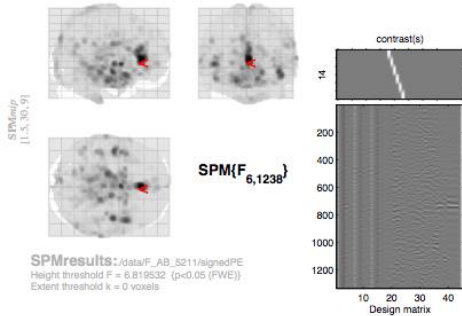 contrast(s)
14
SPMmip
[1.5, 30, 9]
SPM{F6,1238}
200
400
600
800
1000
1200
10 20 30 40
Design matrix
SPMresults: ./data/F_AB_5211/signedPE
Height threshold F = 6.819532 {p<0.05 (FWE)}
Extent threshold k = 0 voxels